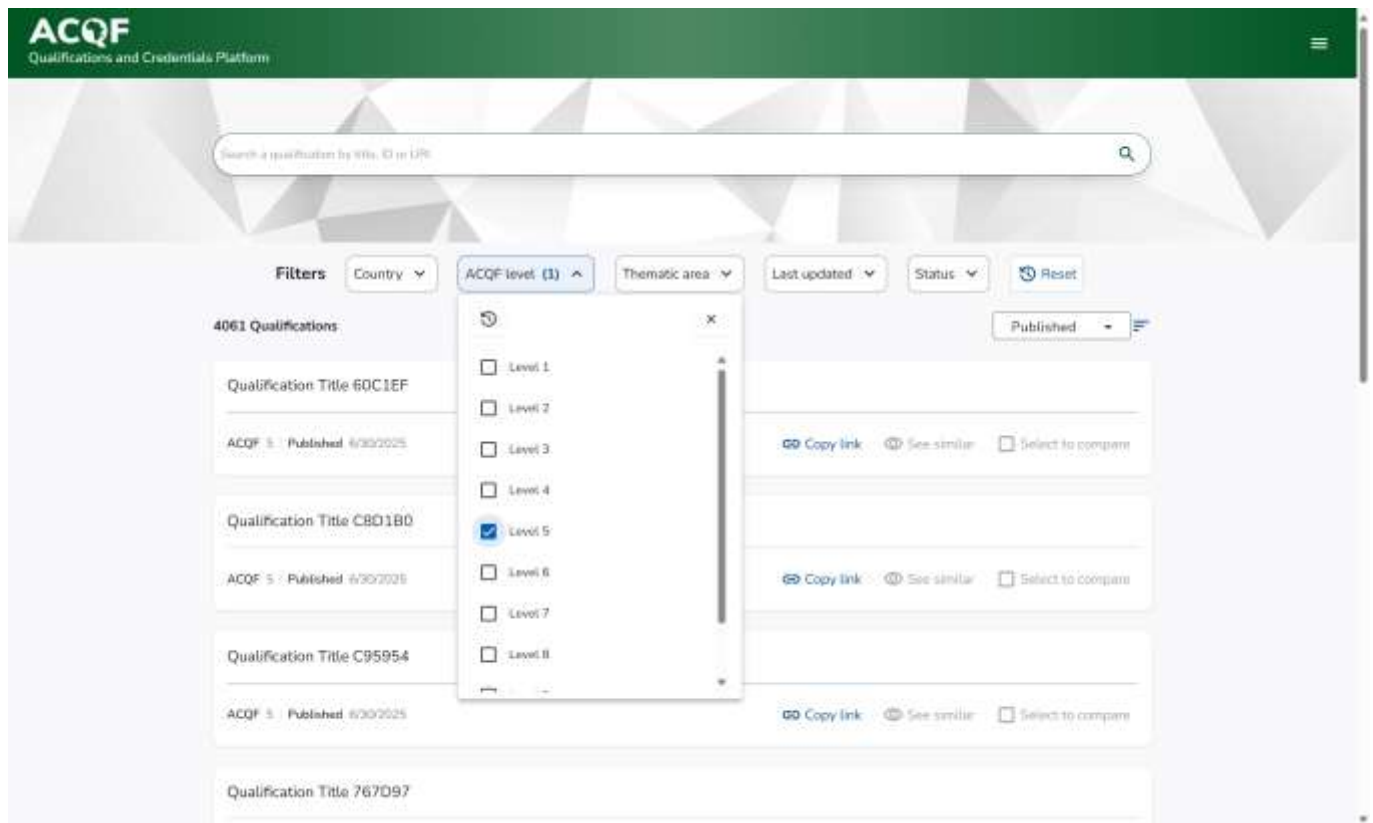 ACQF
Qualifications and Credentials Platform
Search a qualification by title, ID or URI
Filters Country ACQF level (1) Thematic area Last updated Status Reset
4061 Qualifications Published
Level 1
Level 2
Level 3
Level 4
Level 5
Level 6
Level 7
Level 8
Qualification Title 60C1EF
ACQF 5 Published 6/30/2025 Copy link See similar Select to compare
Qualification Title C8D1B0
ACQF 5 Published 6/30/2025 Copy link See similar Select to compare
Qualification Title C95954
ACQF 5 Published 6/30/2025 Copy link See similar Select to compare
Qualification Title 767D97